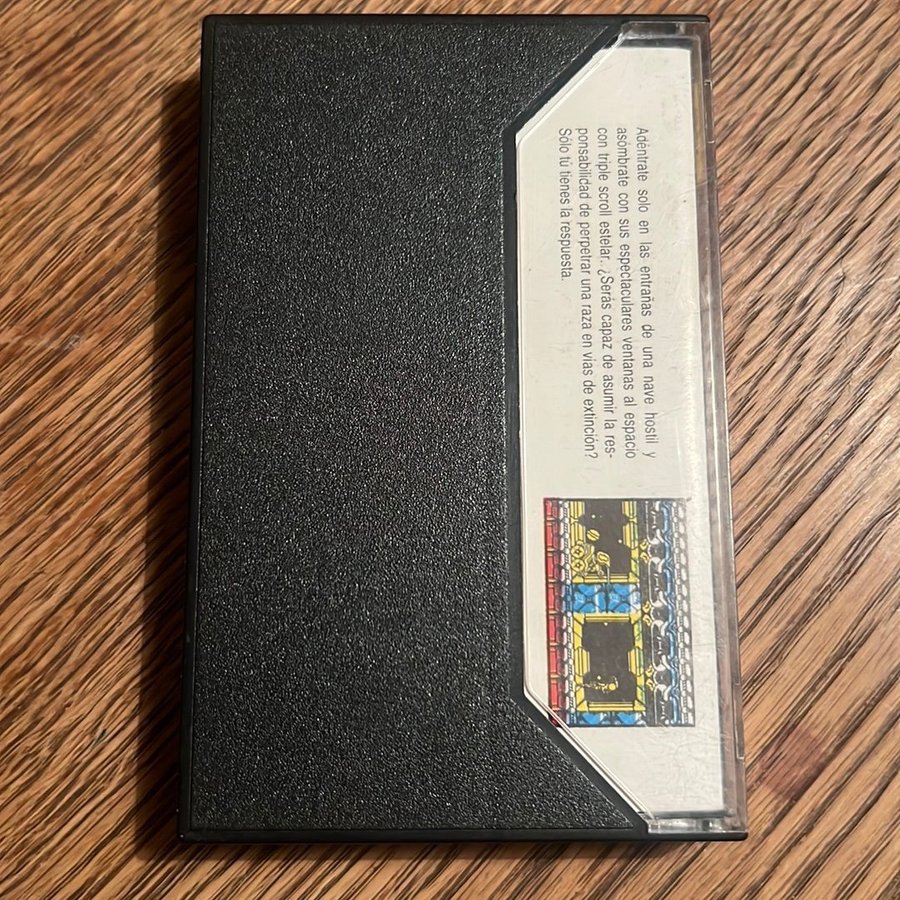 Adéntrate solo en las entrañas de una nave hostil y
asómbrate con sus espectaculares ventanas al espacio
con triple scroll estelar. ¿Serás capaz de asumir la res-
ponsabilidad de perpetrar una raza en vias de extinción?
Sólo tú tienes la respuesta.